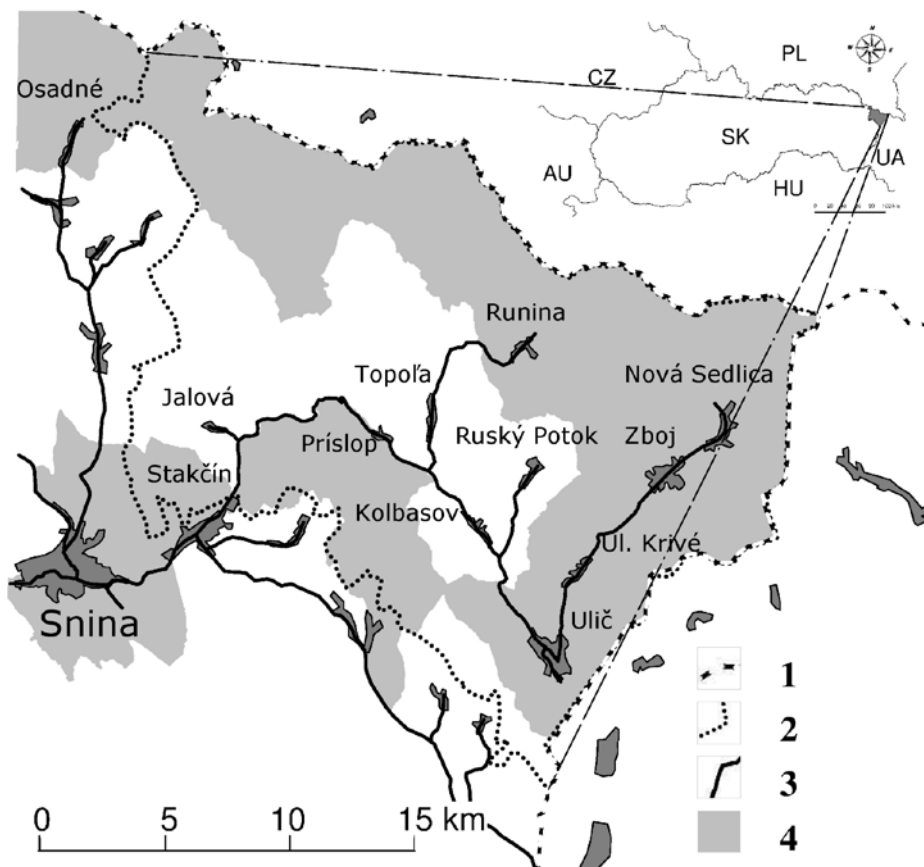 Osadné
CZ
PL
SK
UA
AU
HU
Runina
Topoľa
Nová Sedlica
Jalová
Príslop
Ruský Potok
Zboj
Stakčín
Kolbasov
Ul. Krivé
Snina
Ulič
1
2
3
4
0 5 10 15 km